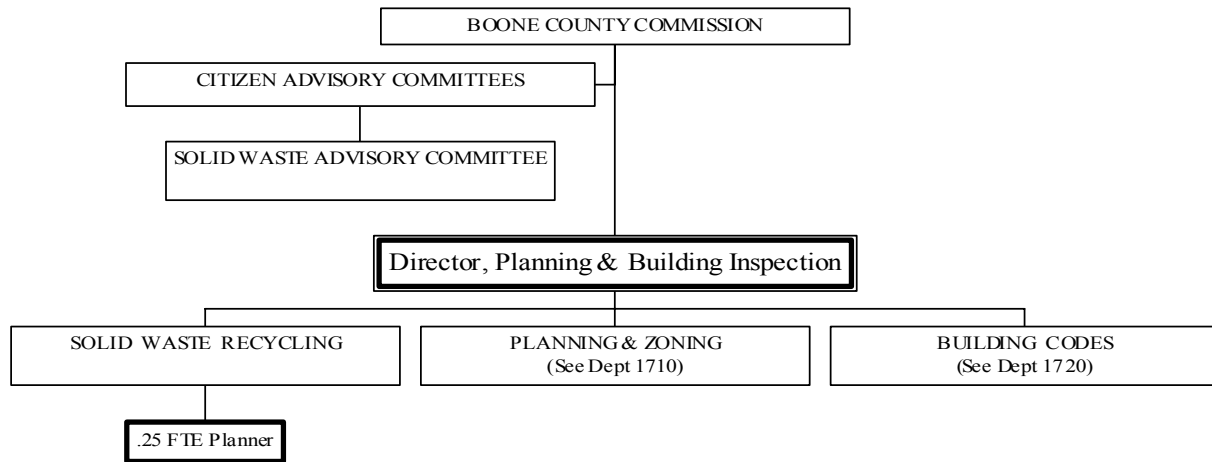 BOONE COUNTY COMMISSION
CITIZEN ADVISORY COMMITTEES
SOLID WASTE ADVISORY COMMITTEE
Director, Planning & Building Inspection
SOLID WASTE RECYCLING
PLANNING & ZONING
(See Dept 1710)
BUILDING CODES
(See Dept 1720)
.25 FTE Planner